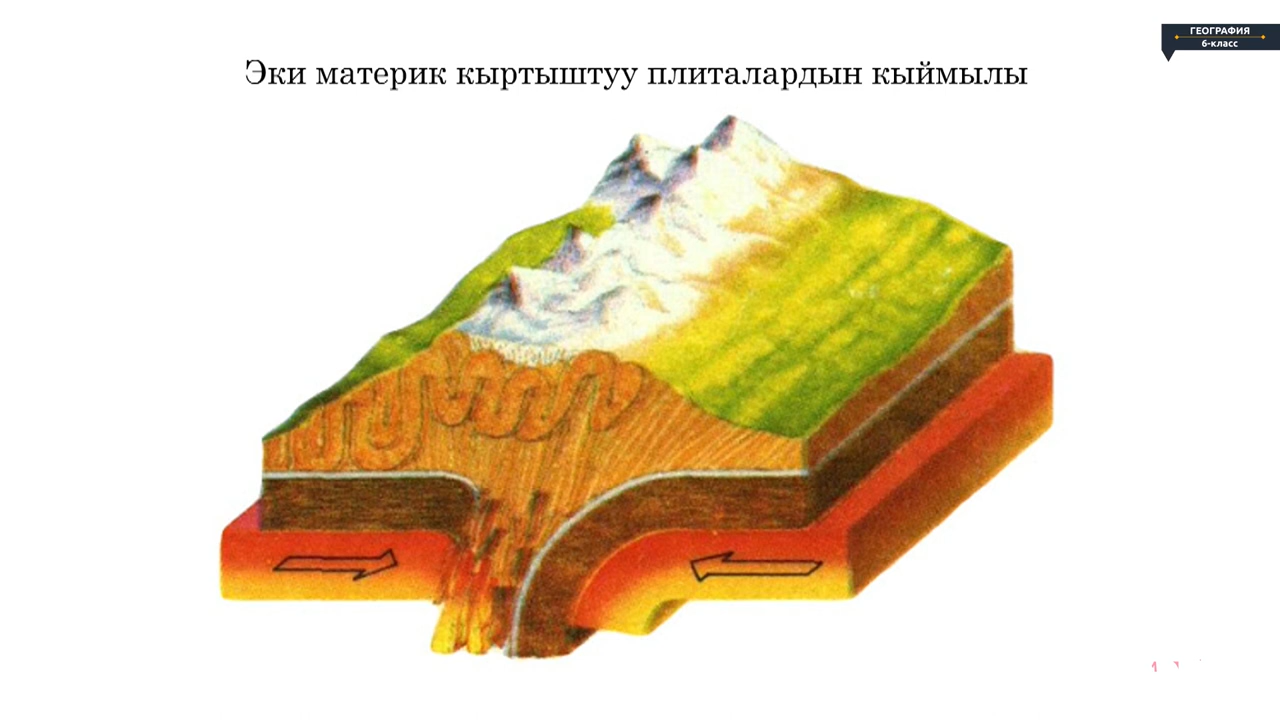 ГЕОГРАФИЯ
6-класс
Эки материк кыртыштуу плиталардын кыймылы